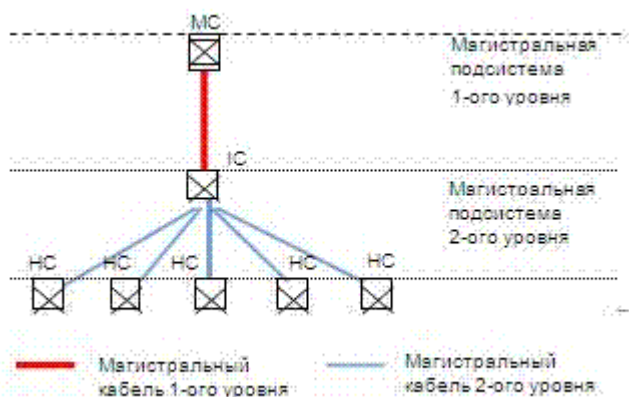 MC
Магистральная
подсистема
1-ого уровня
IC
Магистральная
подсистема
2-ого уровня
HC HC HC HC HC
Магистральный
кабель 1-ого уровня
Магистральный
кабель 2-ого уровня